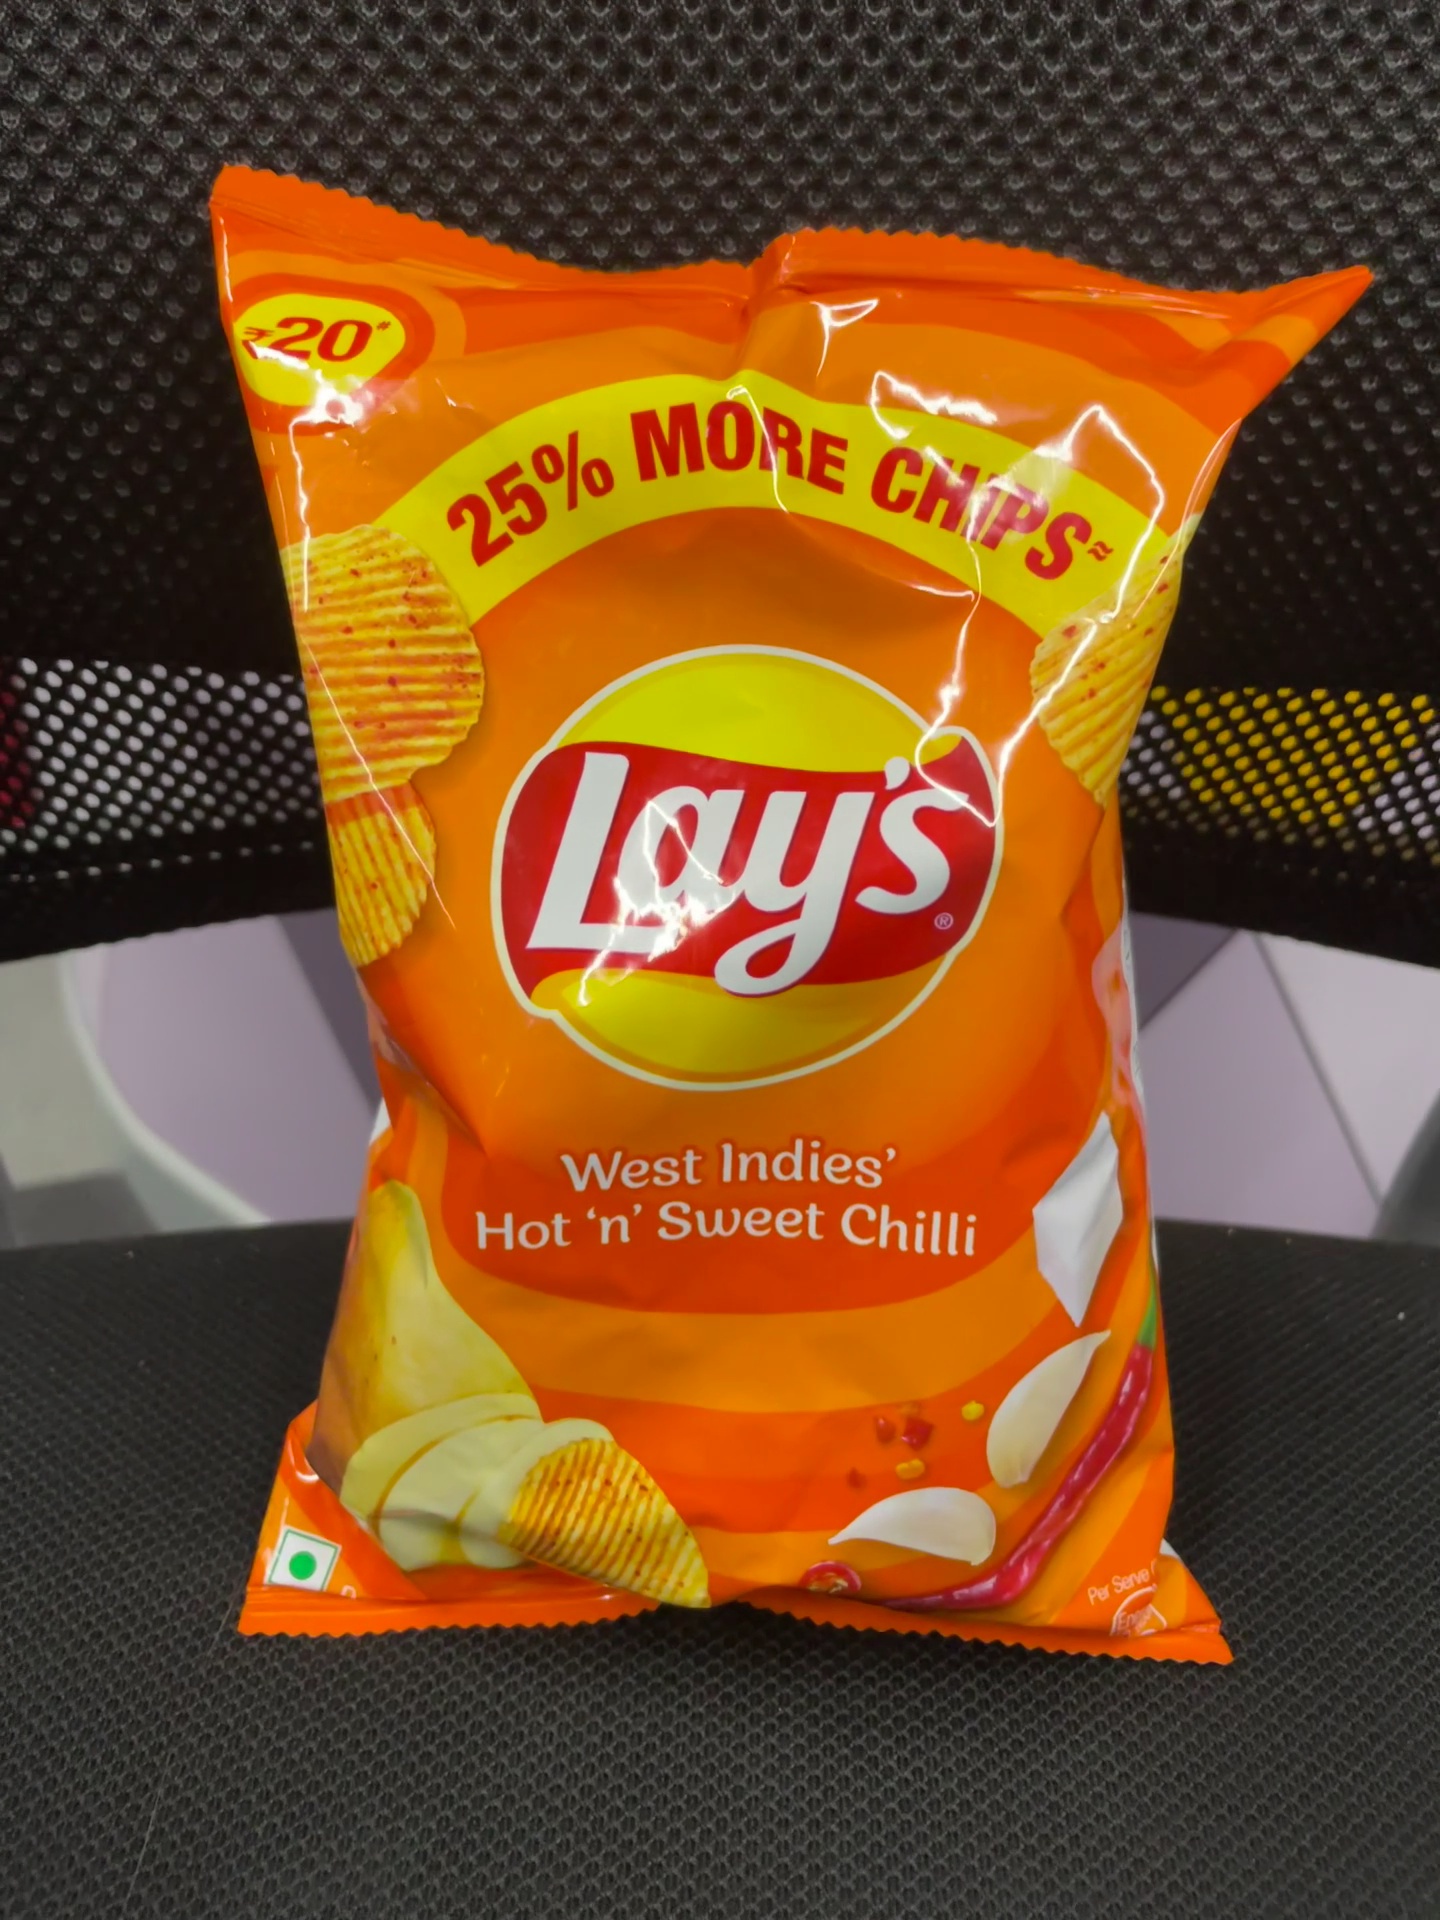 ₹20#
25% MORE CHIPS≈
Lay's
®
West Indies’
Hot ‘n’ Sweet Chilli
Per Serve